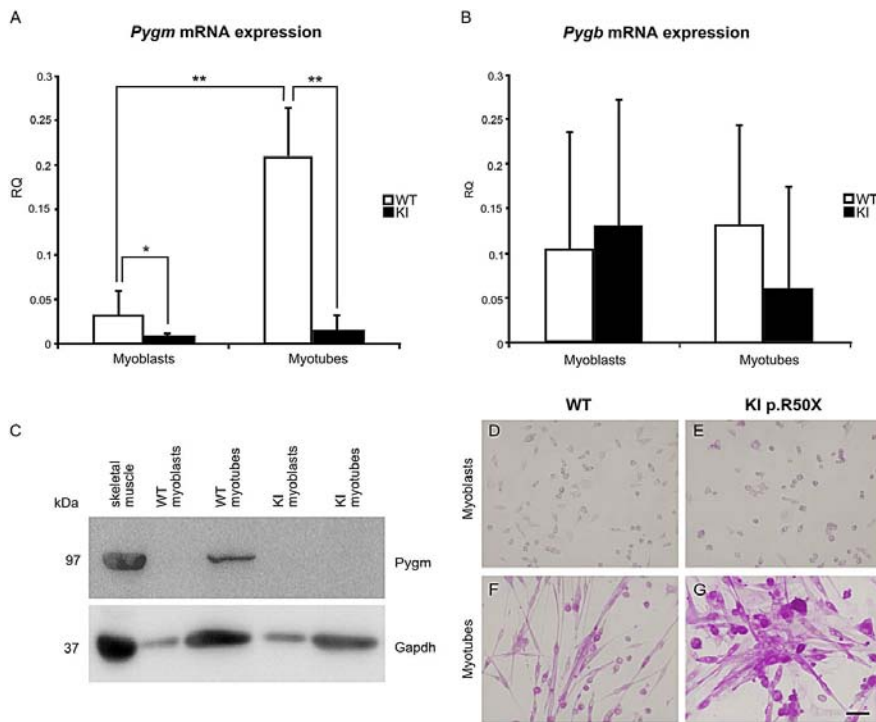 A
Pygm mRNA expression
0.3
0.25
0.2
0.15
0.1
0.05
0
RQ
**
**
*
WT
KI
Myoblasts
Myotubes
B
Pygb mRNA expression
0.3
0.25
0.2
0.15
0.1
0.05
0
RQ
WT
KI
Myoblasts
Myotubes
C
kDa
skeletal
muscle
WT
myoblasts
WT
myotubes
KI
myoblasts
KI
myotubes
97
Pygm
37
Gapdh
WT
KI p.R50X
Myoblasts
D
E
Myotubes
F
G